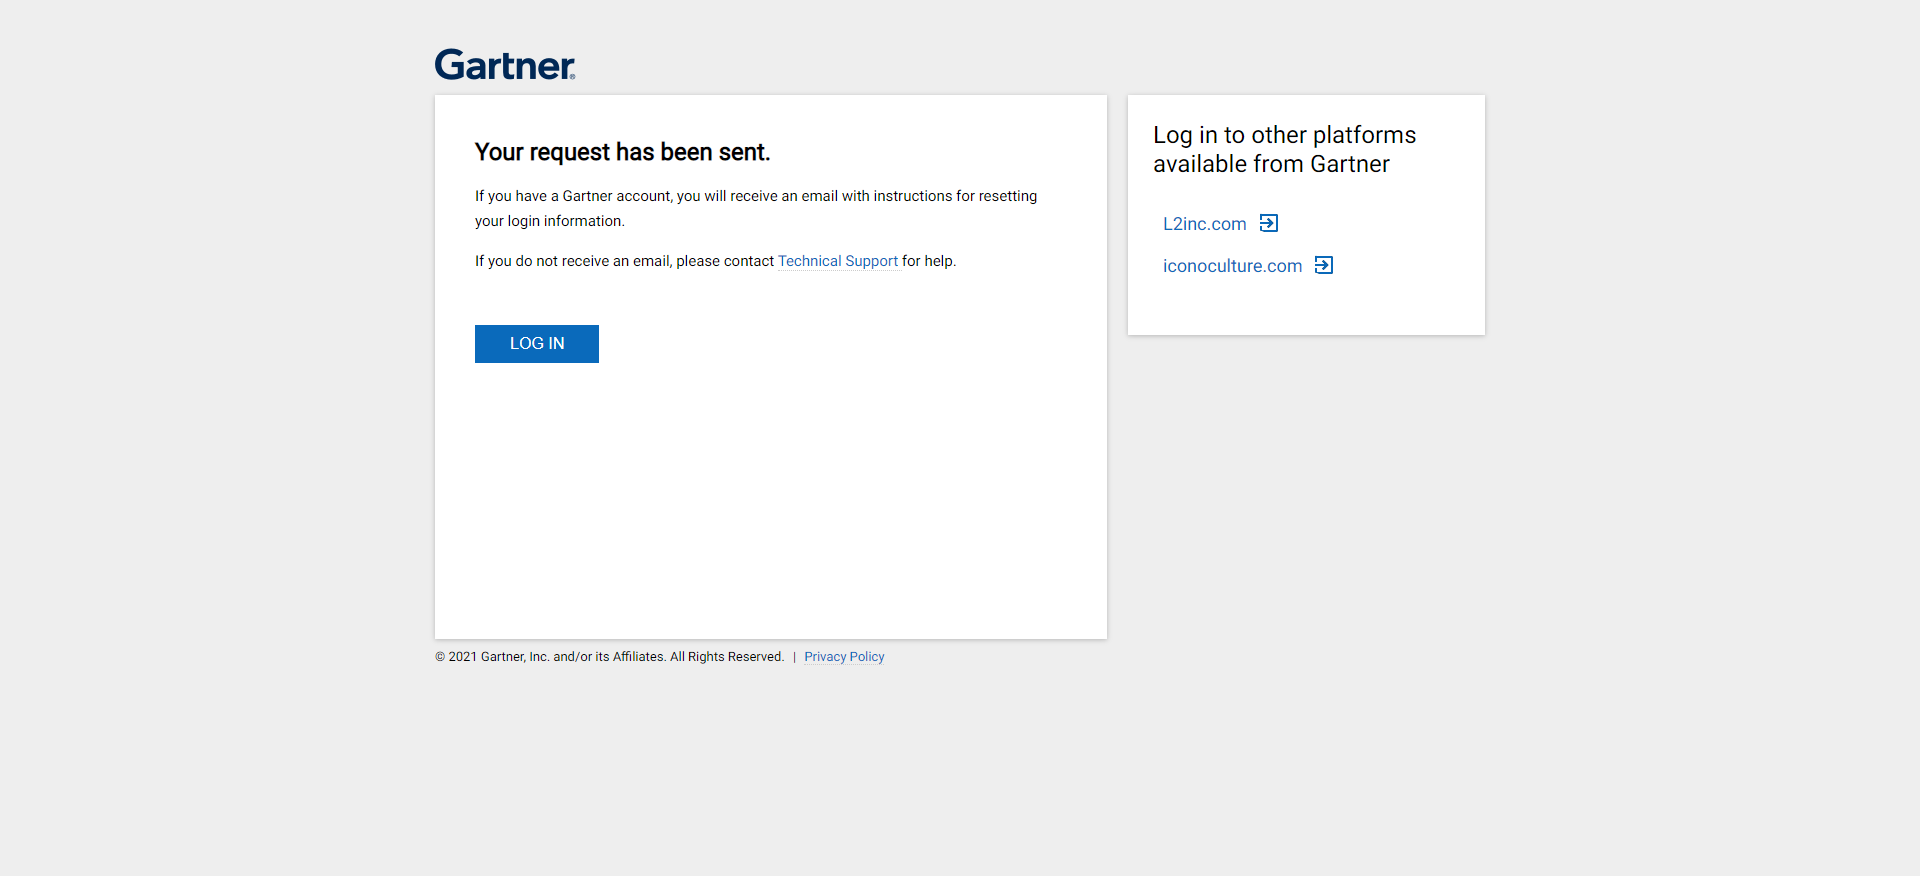 Gartner®
Your request has been sent.
If you have a Gartner account, you will receive an email with instructions for resetting
your login information.
If you do not receive an email, please contact Technical Support for help.
LOG IN
Log in to other platforms
available from Gartner
L2inc.com
iconoculture.com
© 2021 Gartner, Inc. and/or its Affiliates. All Rights Reserved. | Privacy Policy